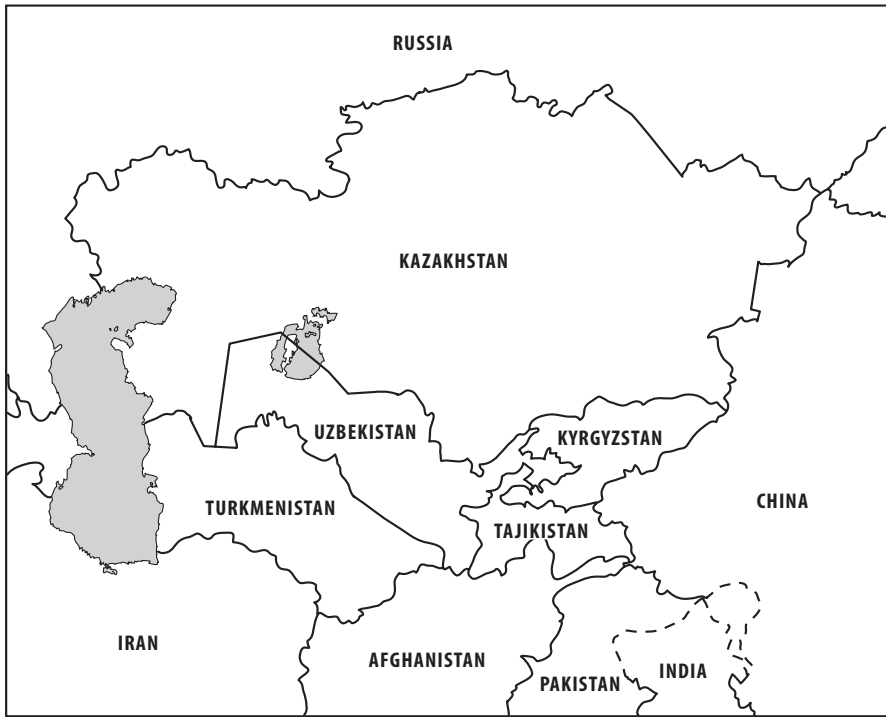 RUSSIA
KAZAKHSTAN
UZBEKISTAN
KYRGYZSTAN
TURKMENISTAN
CHINA
TAJIKISTAN
IRAN
AFGHANISTAN
PAKISTAN
INDIA